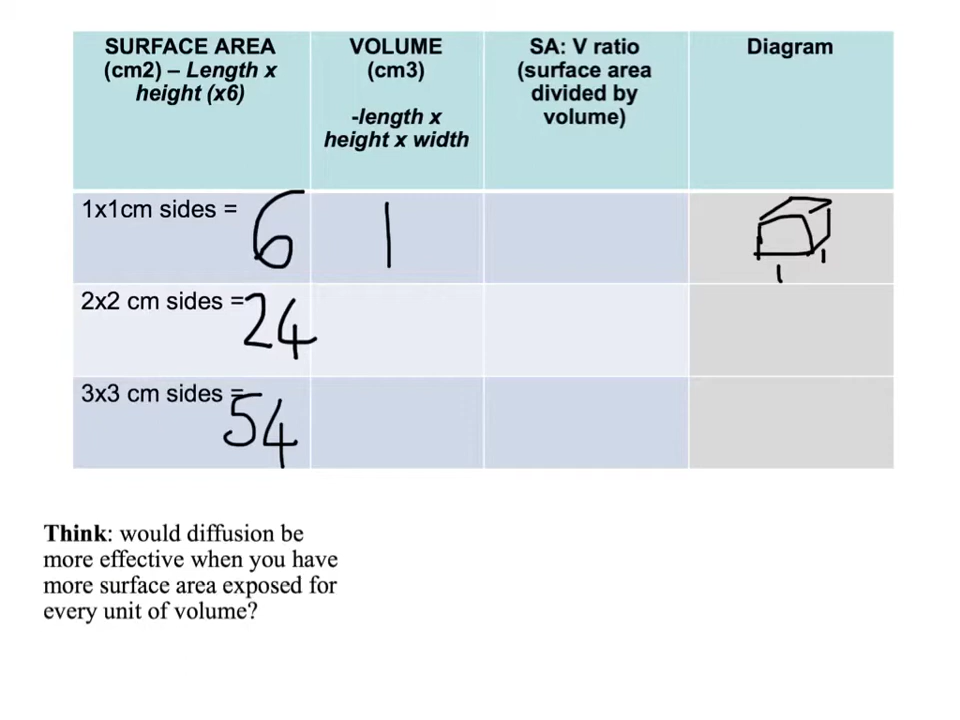 SURFACE AREA
(cm2) – Length x
height (x6)
VOLUME
(cm3)
-length x
height x width
SA: V ratio
(surface area
divided by
volume)
Diagram
1x1cm sides = 6
1
1
1
2x2 cm sides = 24
3x3 cm sides = 54
Think: would diffusion be
more effective when you have
more surface area exposed for
every unit of volume?